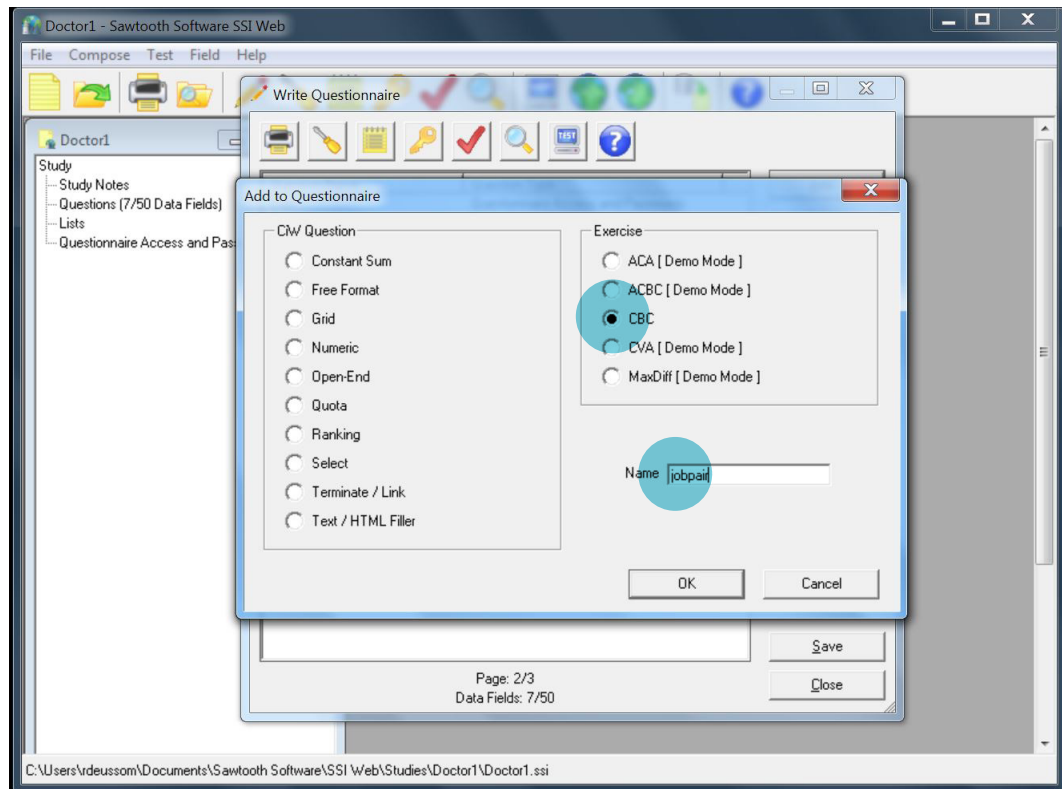 Doctor1 - Sawtooth Software SSI Web
File Compose Test Field Help
Write Questionnaire
TEST
Doctor1
Study
Study Notes
Questions (7/50 Data Fields)
Lists
Questionnaire Access and Pas
Add to Questionnaire
CiW Question
Constant Sum
Free Format
Grid
Numeric
Open-End
Quota
Ranking
Select
Terminate / Link
Text / HTML Filler
Exercise
ACA [ Demo Mode ]
ACBC [ Demo Mode ]
CBC
CVA [ Demo Mode ]
MaxDiff [ Demo Mode ]
Name jobpair
OK Cancel
Save
Page: 2/3
Data Fields: 7/50
Close
C:\Users\rdeussom\Documents\Sawtooth Software\SSI Web\Studies\Doctor1\Doctor1.ssi